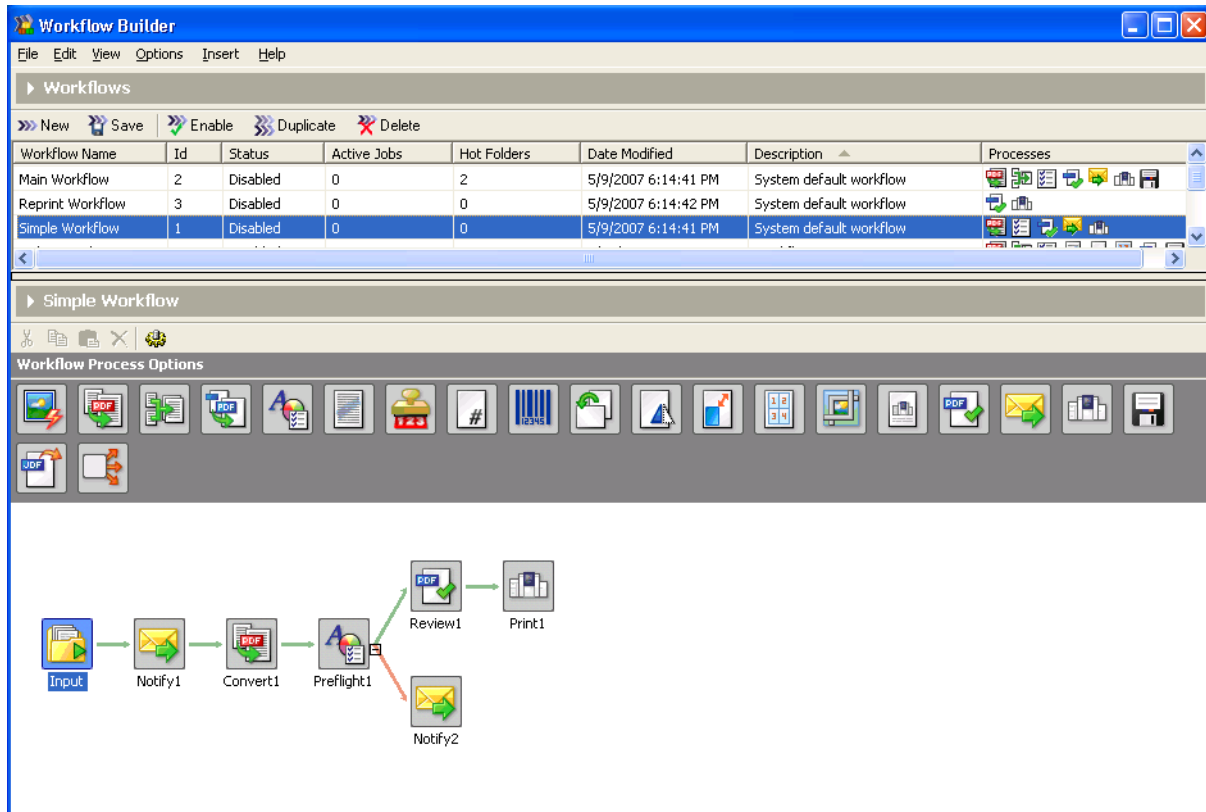 Workflow Builder
File Edit View Options Insert Help
Workflows
New Save Enable Duplicate Delete
Workflow Name Id Status Active Jobs Hot Folders Date Modified Description Processes
Main Workflow 2 Disabled 0 2 5/9/2007 6:14:41 PM System default workflow
Reprint Workflow 3 Disabled 0 0 5/9/2007 6:14:42 PM System default workflow
Simple Workflow 1 Disabled 0 0 5/9/2007 6:14:41 PM System default workflow
Simple Workflow
Workflow Process Options
PDF PDF 123 # 12345 1 2 3 4 PDF
JDF
PDF
Review1 Print1
PDF
Input Notify1 Convert1 Preflight1
Notify2